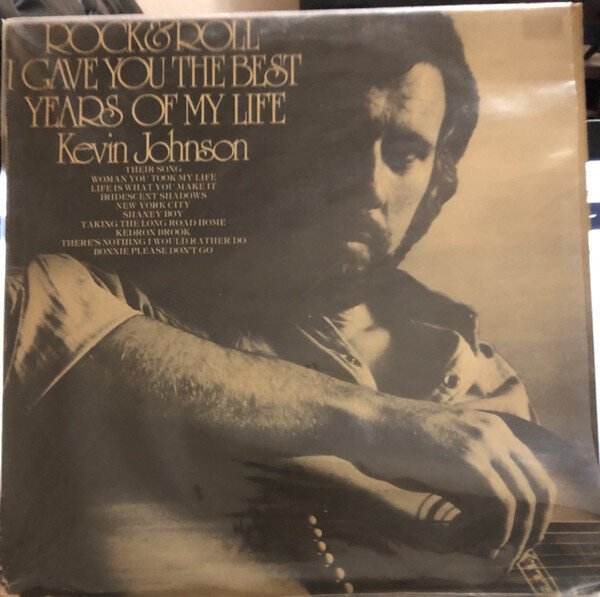 ROCK & ROLL
I GAVE YOU THE BEST
YEARS OF MY LIFE
Kevin Johnson
THEIR SONG
WOMAN YOU TOOK MY LIFE
LIFE IS WHAT YOU MAKE IT
IRIDESCENT SHADOWS
NEW YORK CITY
SHANEY BOY
TAKING THE LONG ROAD HOME
KEDRON BROOK
THERE'S NOTHING I WOULD RATHER DO
BONNIE PLEASE DON'T GO